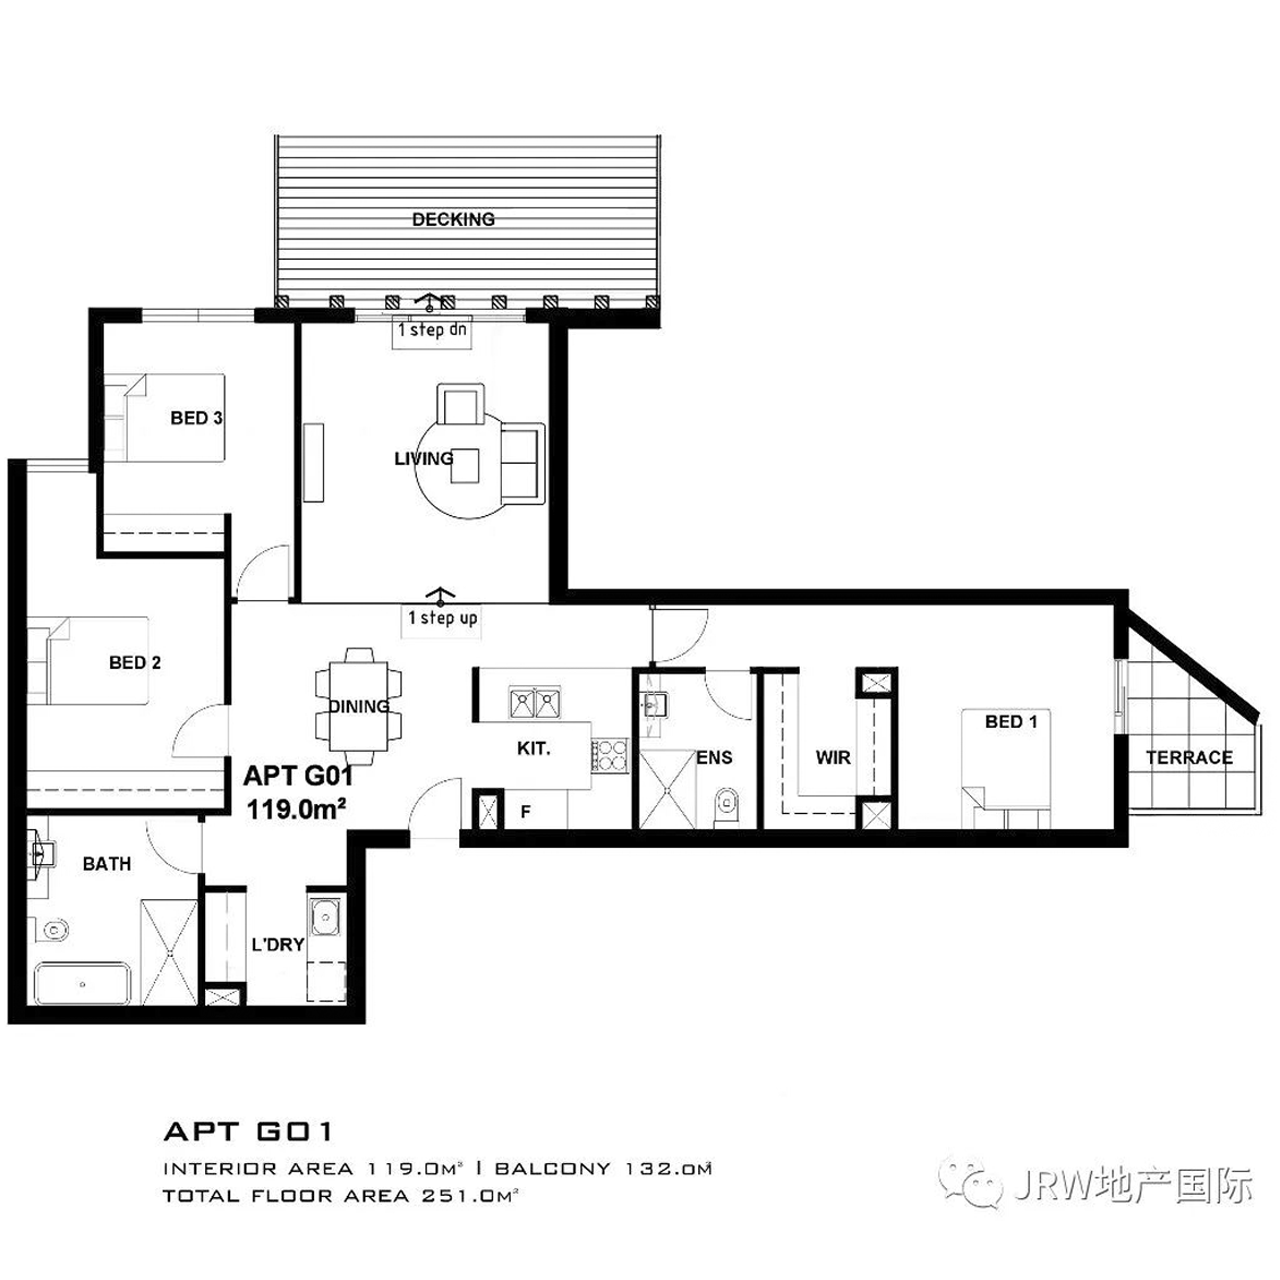 DECKING
1 step dn
BED 3
LIVING
1 step up
BED 2
DINING
BED 1
KIT.
ENS
WIR
TERRACE
APT G01
119.0m²
F
BATH
L'DRY
APT G01
INTERIOR AREA 119.0M² | BALCONY 132.0M²
TOTAL FLOOR AREA 251.0M²
JRW地产国际